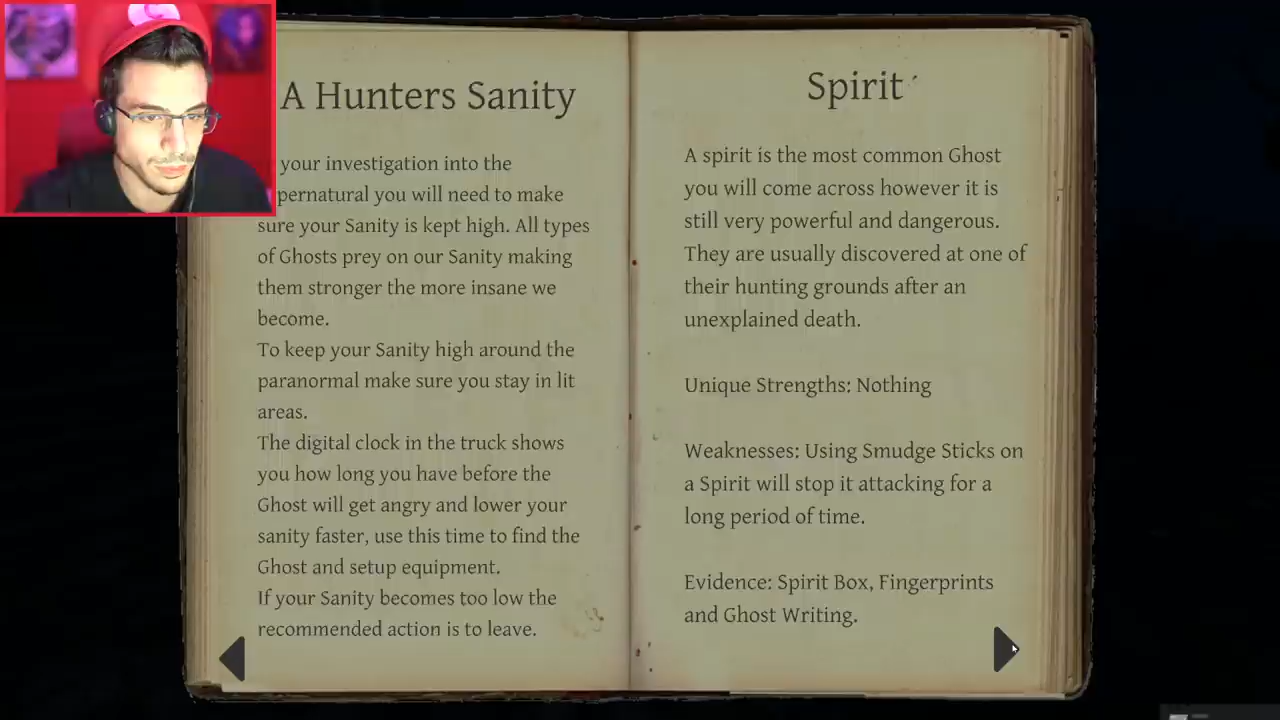 A Hunters Sanity
your investigation into the
pernatural you will need to make
sure your Sanity is kept high. All types
of Ghosts prey on our Sanity making
them stronger the more insane we
become.
To keep your Sanity high around the
paranormal make sure you stay in lit
areas.
The digital clock in the truck shows
you how long you have before the
Ghost will get angry and lower your
sanity faster, use this time to find the
Ghost and setup equipment.
If your Sanity becomes too low the
recommended action is to leave.
Spirit
A spirit is the most common Ghost
you will come across however it is
still very powerful and dangerous.
They are usually discovered at one of
their hunting grounds after an
unexplained death.
Unique Strengths: Nothing
Weaknesses: Using Smudge Sticks on
a Spirit will stop it attacking for a
long period of time.
Evidence: Spirit Box, Fingerprints
and Ghost Writing.